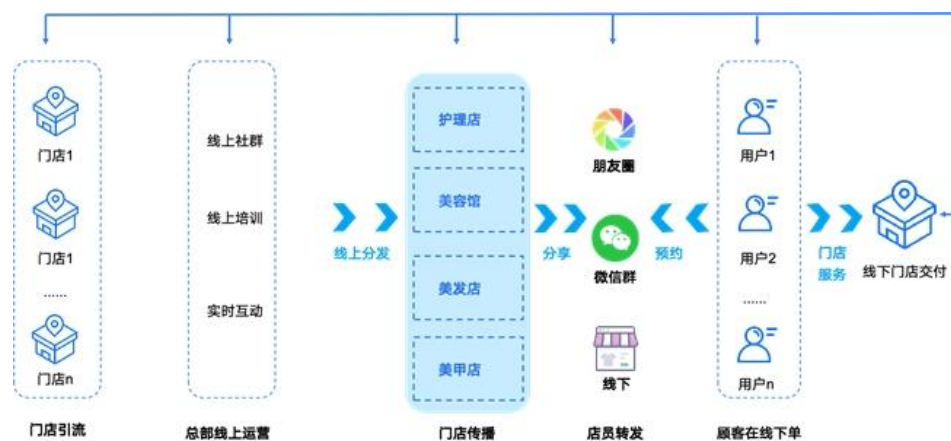 门店1
门店1
......
门店n
门店引流
线上社群
线上培训
实时互动
总部线上运营
线上分发
护理店
美容馆
美发店
美甲店
门店传播
分享
朋友圈
微信群
线下
店员转发
预约
用户1
用户2
......
用户n
顾客在线下单
门店
服务
线下门店交付